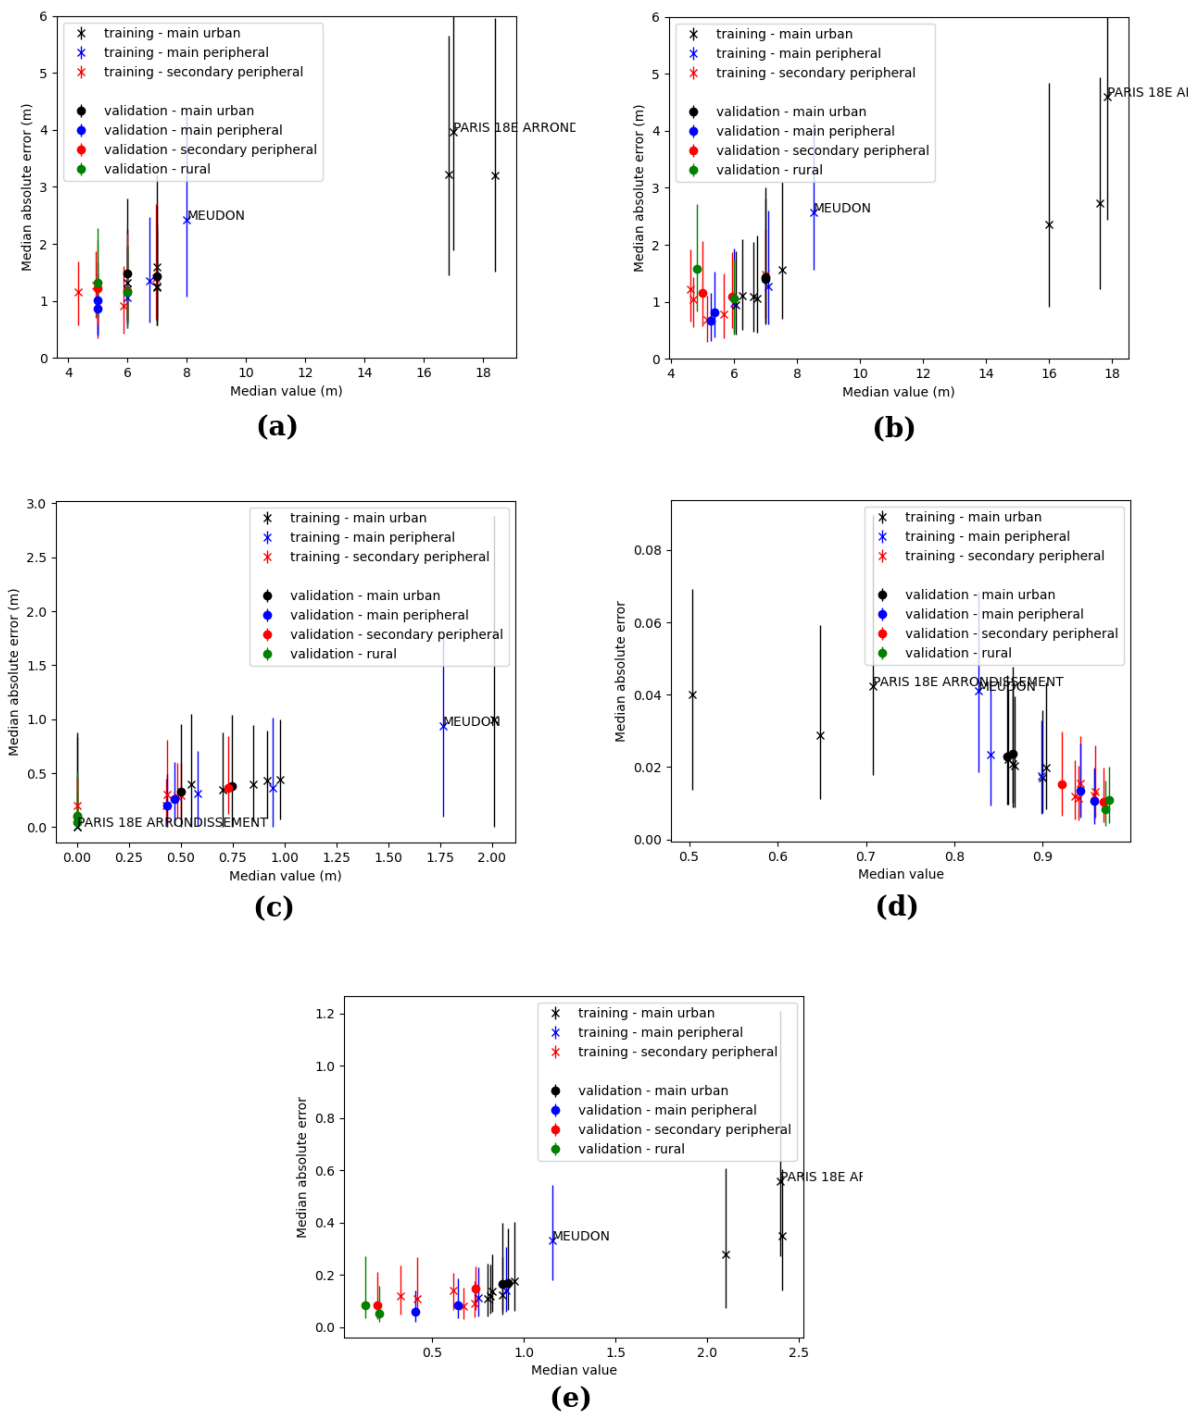 6
5
4
3
2
1
0
Median absolute error (m)
training - main urban
training - main peripheral
training - secondary peripheral
validation - main urban
validation - main peripheral
validation - secondary peripheral
validation - rural
PARIS 18E ARROND
MEUDON
4 6 8 10 12 14 16 18
Median value (m)
(a)
6
5
4
3
2
1
0
Median absolute error (m)
training - main urban
training - main peripheral
training - secondary peripheral
validation - main urban
validation - main peripheral
validation - secondary peripheral
validation - rural
PARIS 18E AI
MEUDON
4 6 8 10 12 14 16 18
Median value (m)
(b)
3.0
2.5
2.0
1.5
1.0
0.5
0.0
Median absolute error (m)
training - main urban
training - main peripheral
training - secondary peripheral
validation - main urban
validation - main peripheral
validation - secondary peripheral
validation - rural
MEUDON
PARIS 18E ARRONDISSEMENT
0.00 0.25 0.50 0.75 1.00 1.25 1.50 1.75 2.00
Median value (m)
(c)
0.08
0.06
0.04
0.02
0.00
Median absolute error
training - main urban
training - main peripheral
training - secondary peripheral
validation - main urban
validation - main peripheral
validation - secondary peripheral
validation - rural
PARIS 18E ARRONDISSEMENT
MEUDON
0.5 0.6 0.7 0.8 0.9
Median value
(d)
1.2
1.0
0.8
0.6
0.4
0.2
0.0
Median absolute error
training - main urban
training - main peripheral
training - secondary peripheral
validation - main urban
validation - main peripheral
validation - secondary peripheral
validation - rural
PARIS 18E AF
MEUDON
0.5 1.0 2.0 2.5
Median value
(e)